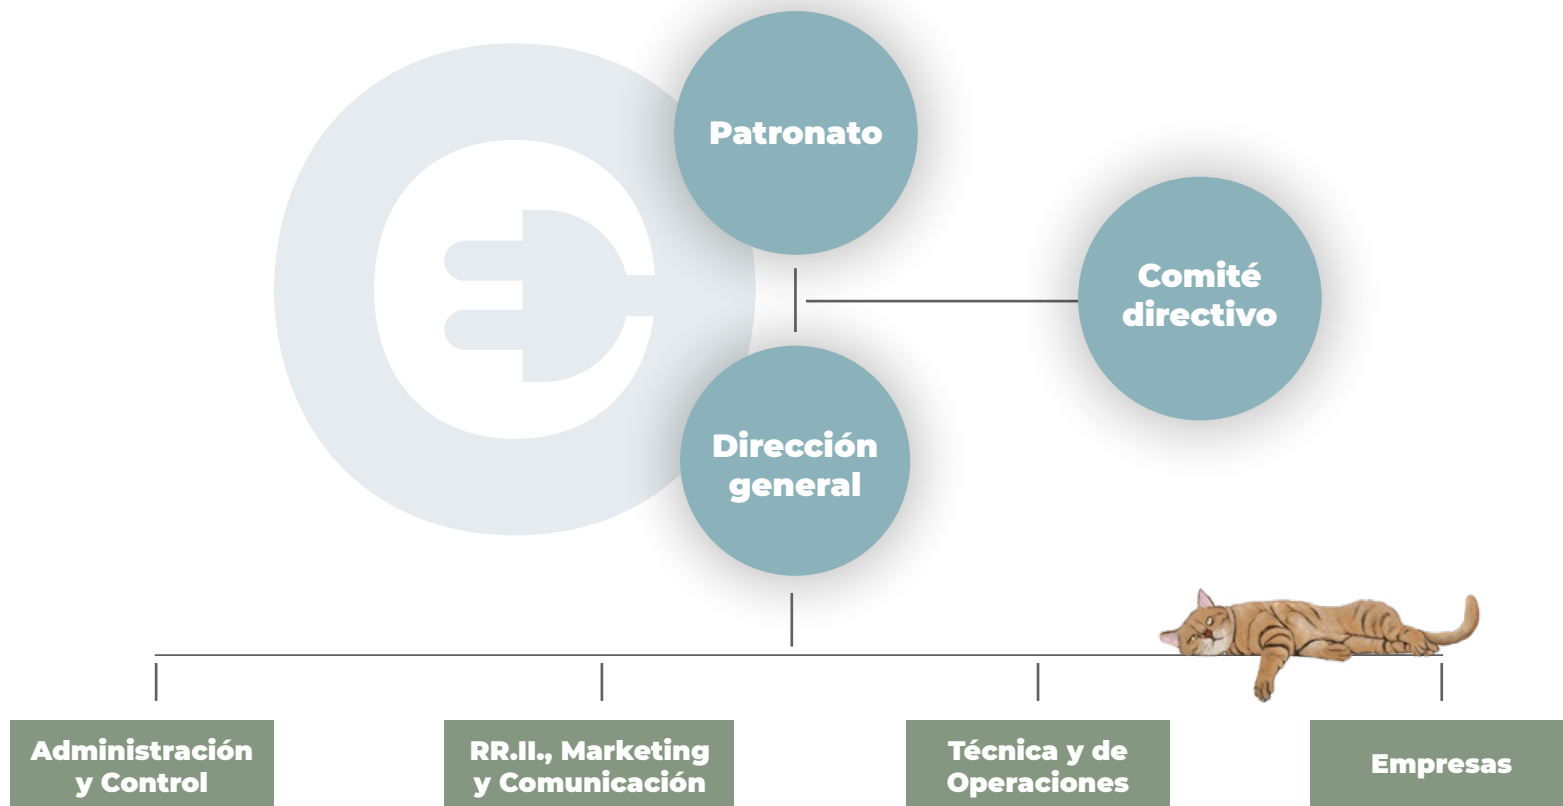 Patronato
Comité
directivo
Dirección
general
Administración
y Control
RR.II., Marketing
y Comunicación
Técnica y de
Operaciones
Empresas